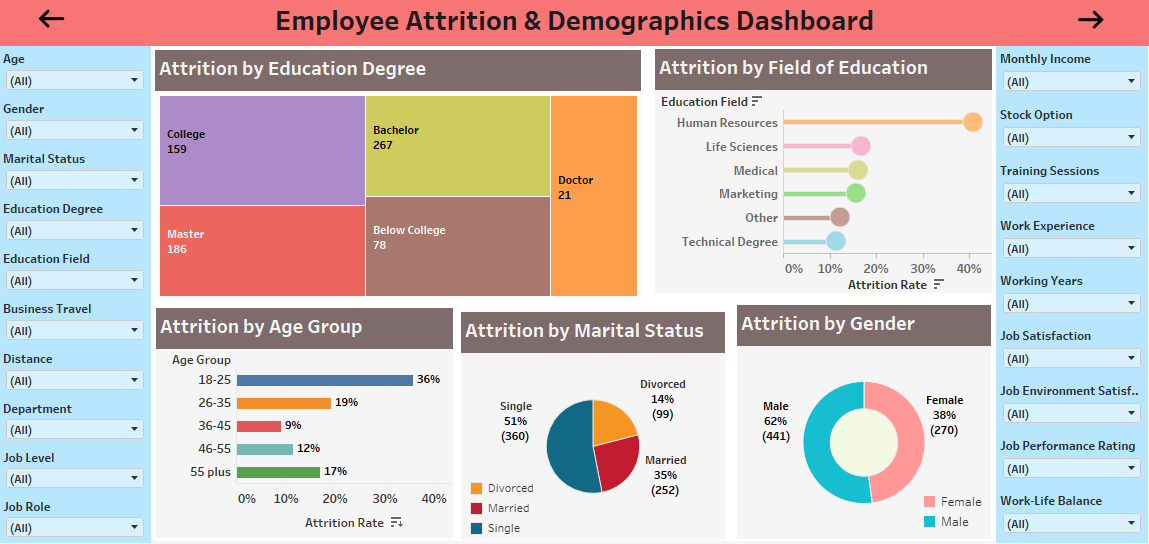 Employee Attrition & Demographics Dashboard
Age
(All)
Gender
(All)
Marital Status
(All)
Education Degree
(All)
Education Field
(All)
Business Travel
(All)
Distance
(All)
Department
(All)
Job Level
(All)
Job Role
(All)
Attrition by Education Degree
College
159
Master
186
Bachelor
267
Below College
78
Doctor
21
Attrition by Field of Education
Education Field
Human Resources
Life Sciences
Medical
Marketing
Other
Technical Degree
0% 10% 20% 30% 40%
Attrition Rate
Attrition by Age Group
Age Group
18-25 36%
26-35 19%
36-45 9%
46-55 12%
55 plus 17%
0% 10% 20% 30% 40%
Attrition Rate
Attrition by Marital Status
Single
51%
(360)
Divorced
14%
(99)
Married
35%
(252)
Divorced
Married
Single
Attrition by Gender
Male
62%
(441)
Female
38%
(270)
Female
Male
Monthly Income
(All)
Stock Option
(All)
Training Sessions
(All)
Work Experience
(All)
Working Years
(All)
Job Satisfaction
(All)
Job Environment Satisf..
(All)
Job Performance Rating
(All)
Work-Life Balance
(All)